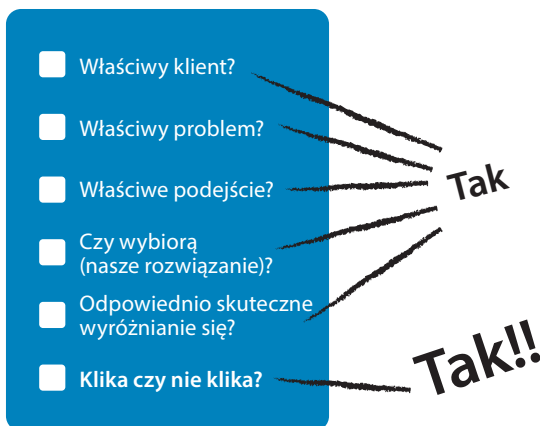 Właściwy klient?
Właściwy problem?
Właściwe podejście?
Tak
Czy wybiorą
(nasze rozwiązanie)?
Odpowiednio skuteczne
wyróżnianie się?
Klika czy nie klika?
Tak!!